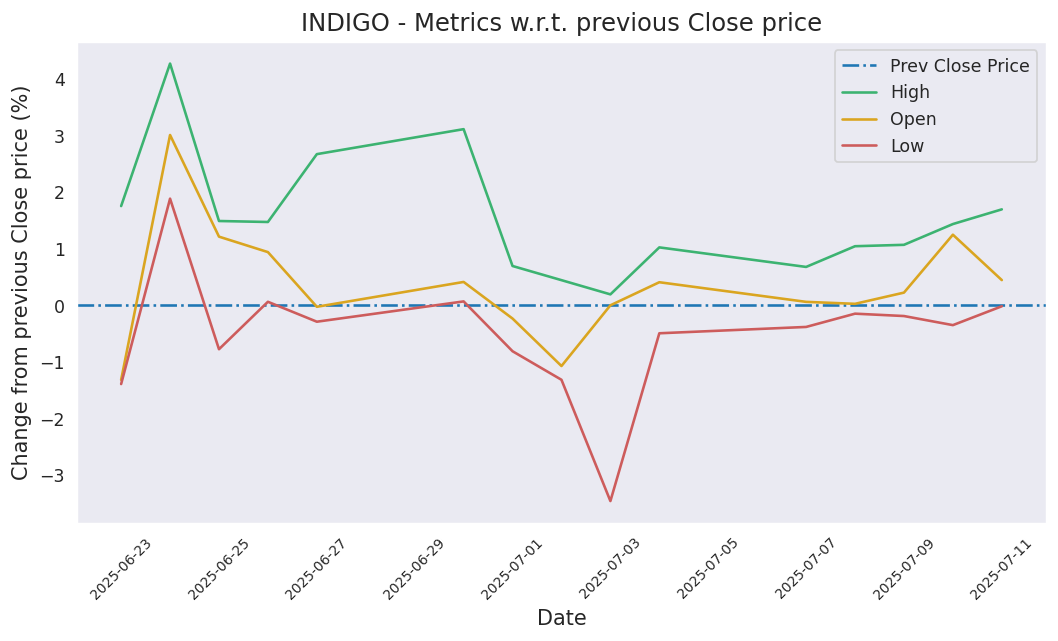 INDIGO - Metrics w.r.t. previous Close price
Change from previous Close price (%)
4
3
2
1
0
−1
−2
−3
Prev Close Price
High
Open
Low
2025-06-23
2025-06-25
2025-06-27
2025-06-29
2025-07-01
2025-07-03
2025-07-05
2025-07-07
2025-07-09
2025-07-11
Date